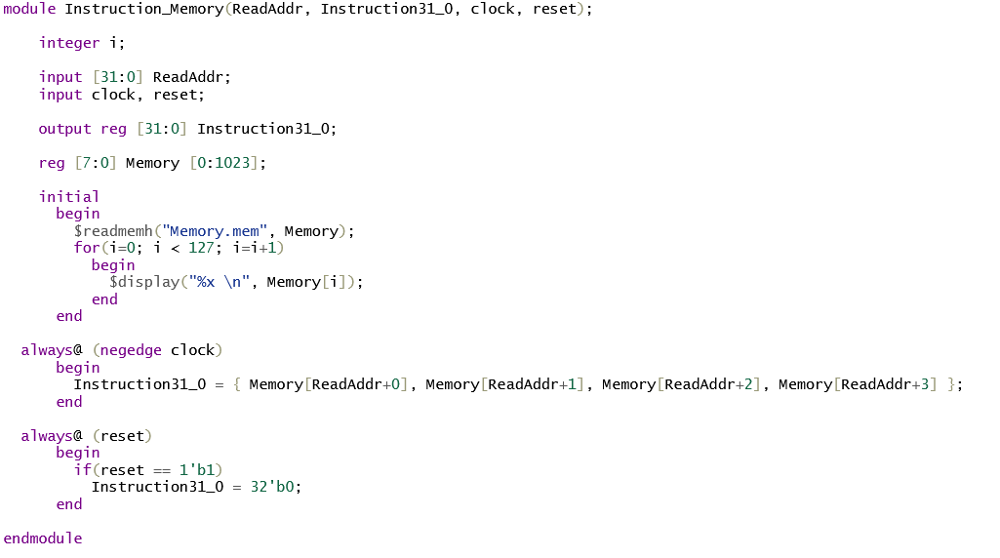 module Instruction_Memory(ReadAddr, Instruction31_0, clock, reset);
integer i;
input [31:0] ReadAddr;
input clock, reset;
output reg [31:0] Instruction31_0;
reg [7:0] Memory [0:1023];
initial
begin
$readmemh("Memory.mem", Memory);
for(i=0; i < 127; i=i+1)
begin
$display("%x \n", Memory[i]);
end
end
always@ (negedge clock)
begin
Instruction31_0 = { Memory[ReadAddr+0], Memory[ReadAddr+1], Memory[ReadAddr+2], Memory[ReadAddr+3] };
end
always@ (reset)
begin
if(reset == 1'b1)
Instruction31_0 = 32'b0;
end
endmodule